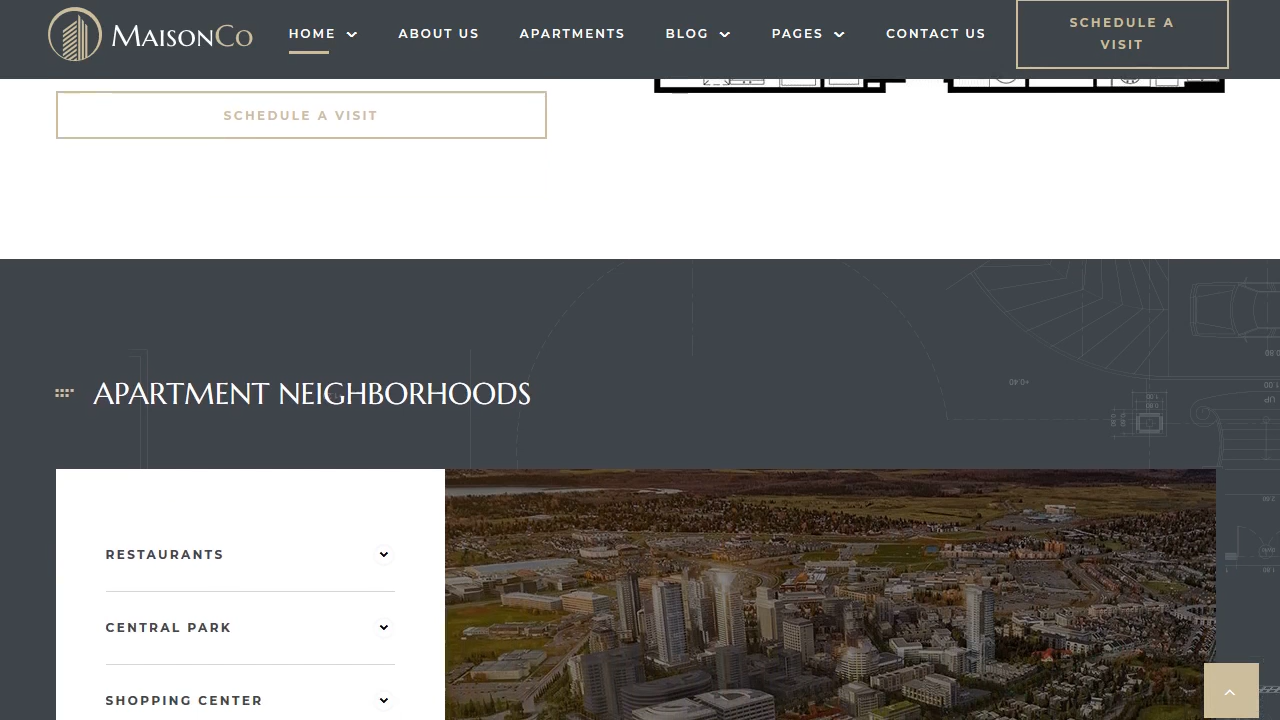 MAISONCO
HOME
ABOUT US
APARTMENTS
BLOG
PAGES
CONTACT US
SCHEDULE A
VISIT
SCHEDULE A VISIT
APARTMENT NEIGHBORHOODS
RESTAURANTS
CENTRAL PARK
SHOPPING CENTER